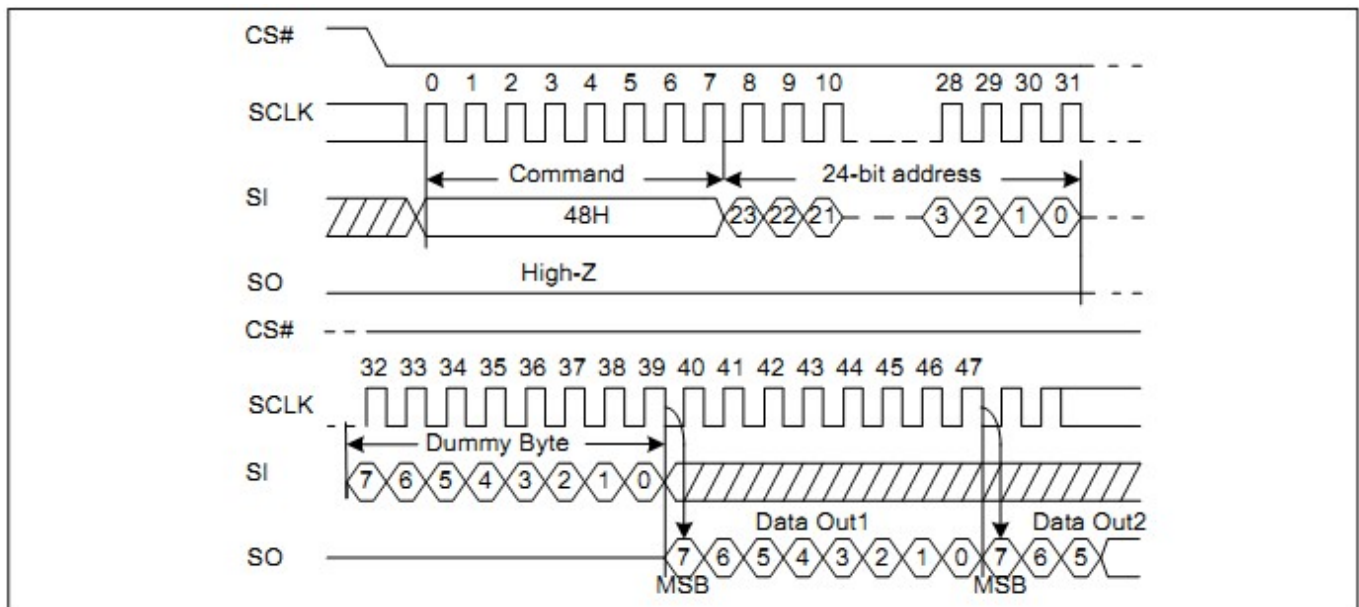 CS#
0 1 2 3 4 5 6 7 8 9 10 28 29 30 31
SCLK
Command 24-bit address
SI
48H 23 22 21 3 2 1 0
High-Z
SO
CS#
32 33 34 35 36 37 38 39 40 41 42 43 44 45 46 47
SCLK
Dummy Byte
SI
7 6 5 4 3 2 1 0
Data Out1 Data Out2
SO
7 6 5 4 3 2 1 0 7 6 5
MSB MSB